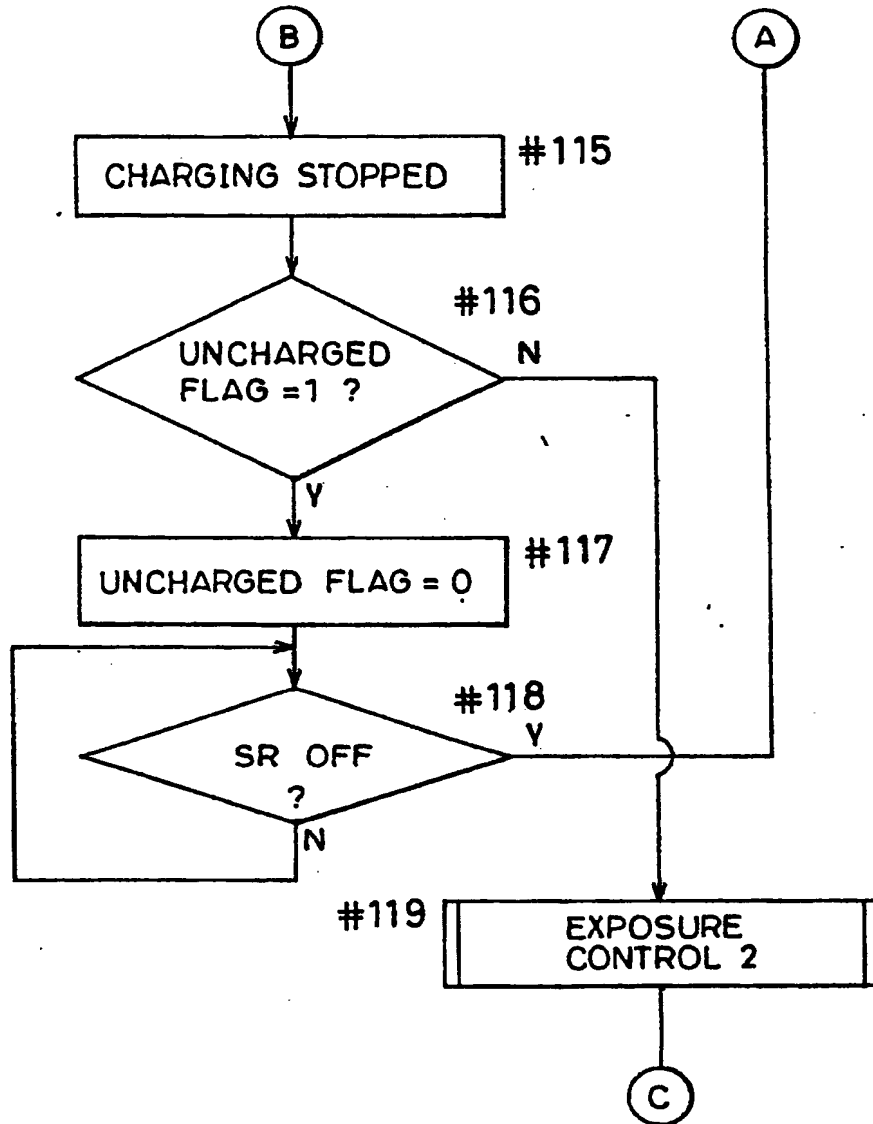 B
A
CHARGING STOPPED
#115
#116
UNCHARGED
FLAG =1 ?
N
Y
#117
UNCHARGED FLAG = 0
#118
Y
SR OFF
?
N
#119
EXPOSURE
CONTROL 2
C